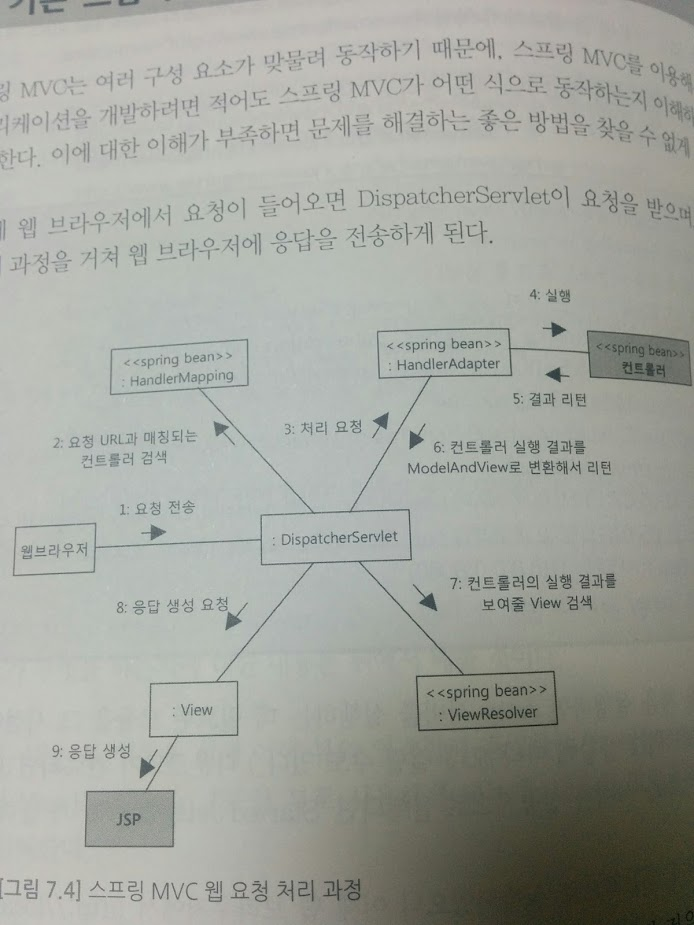 MVC는 여러 구성 요소가 맞물려 동작하기 때문에, 스프링 MVC를 이용해
리케이션을 개발하려면 적어도 스프링 MVC가 어떤 식으로 동작하는지 이해해
한다. 이에 대한 이해가 부족하면 문제를 해결하는 좋은 방법을 찾을 수 없게
웹 브라우저에서 요청이 들어오면 DispatcherServlet이 요청을 받으며
과정을 거쳐 웹 브라우저에 응답을 전송하게 된다.
4: 실행
<<spring bean>>
: HandlerMapping
<<spring bean>>
: HandlerAdapter
<<spring bean>>
컨트롤러
5: 결과 리턴
2: 요청 URL과 매칭되는
컨트롤러 검색
3: 처리 요청
6: 컨트롤러 실행 결과를
ModelAndView로 변환해서 리턴
1: 요청 전송
웹브라우저
: DispatcherServlet
8: 응답 생성 요청
7: 컨트롤러의 실행 결과를
보여줄 View 검색
: View
<<spring bean>>
: ViewResolver
9: 응답 생성
JSP
[그림 7.4] 스프링 MVC 웹 요청 처리 과정